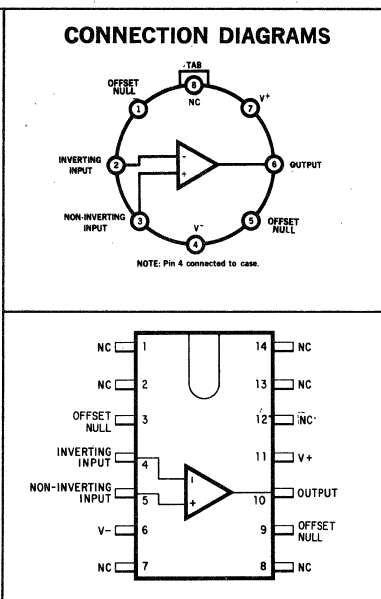 CONNECTION DIAGRAMS
TAB
8
NC
OFFSET
NULL
1
7
V+
INVERTING
INPUT
2
-
+
6
OUTPUT
NON-INVERTING
INPUT
3
V-
4
5
OFFSET
NULL
NOTE: Pin 4 connected to case.
NC 1 14 NC
NC 2 13 NC
OFFSET
NULL
3 12 NC
INVERTING
INPUT
4
11 V+
NON-INVERTING
INPUT
5
-
+
10
OUTPUT
V- 6 9 OFFSET
NULL
NC 7 8 NC